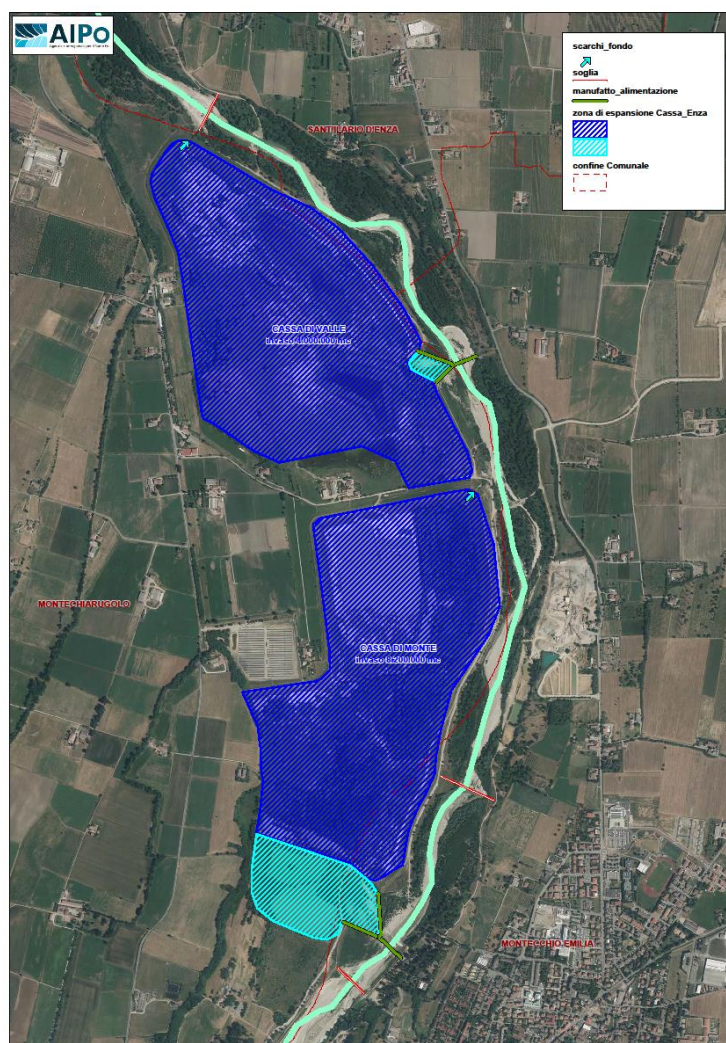 AIPo
scarchi_fondo
soglia
manufatto_alimentazione
zona di espansione Cassa_Enza
confine Comunale
SANT'ILARIO D'ENZA
CASSA DI VALLE
MONTECHIARUGOLO
CASSA DI MONTE
MONTECCHIO EMILIA